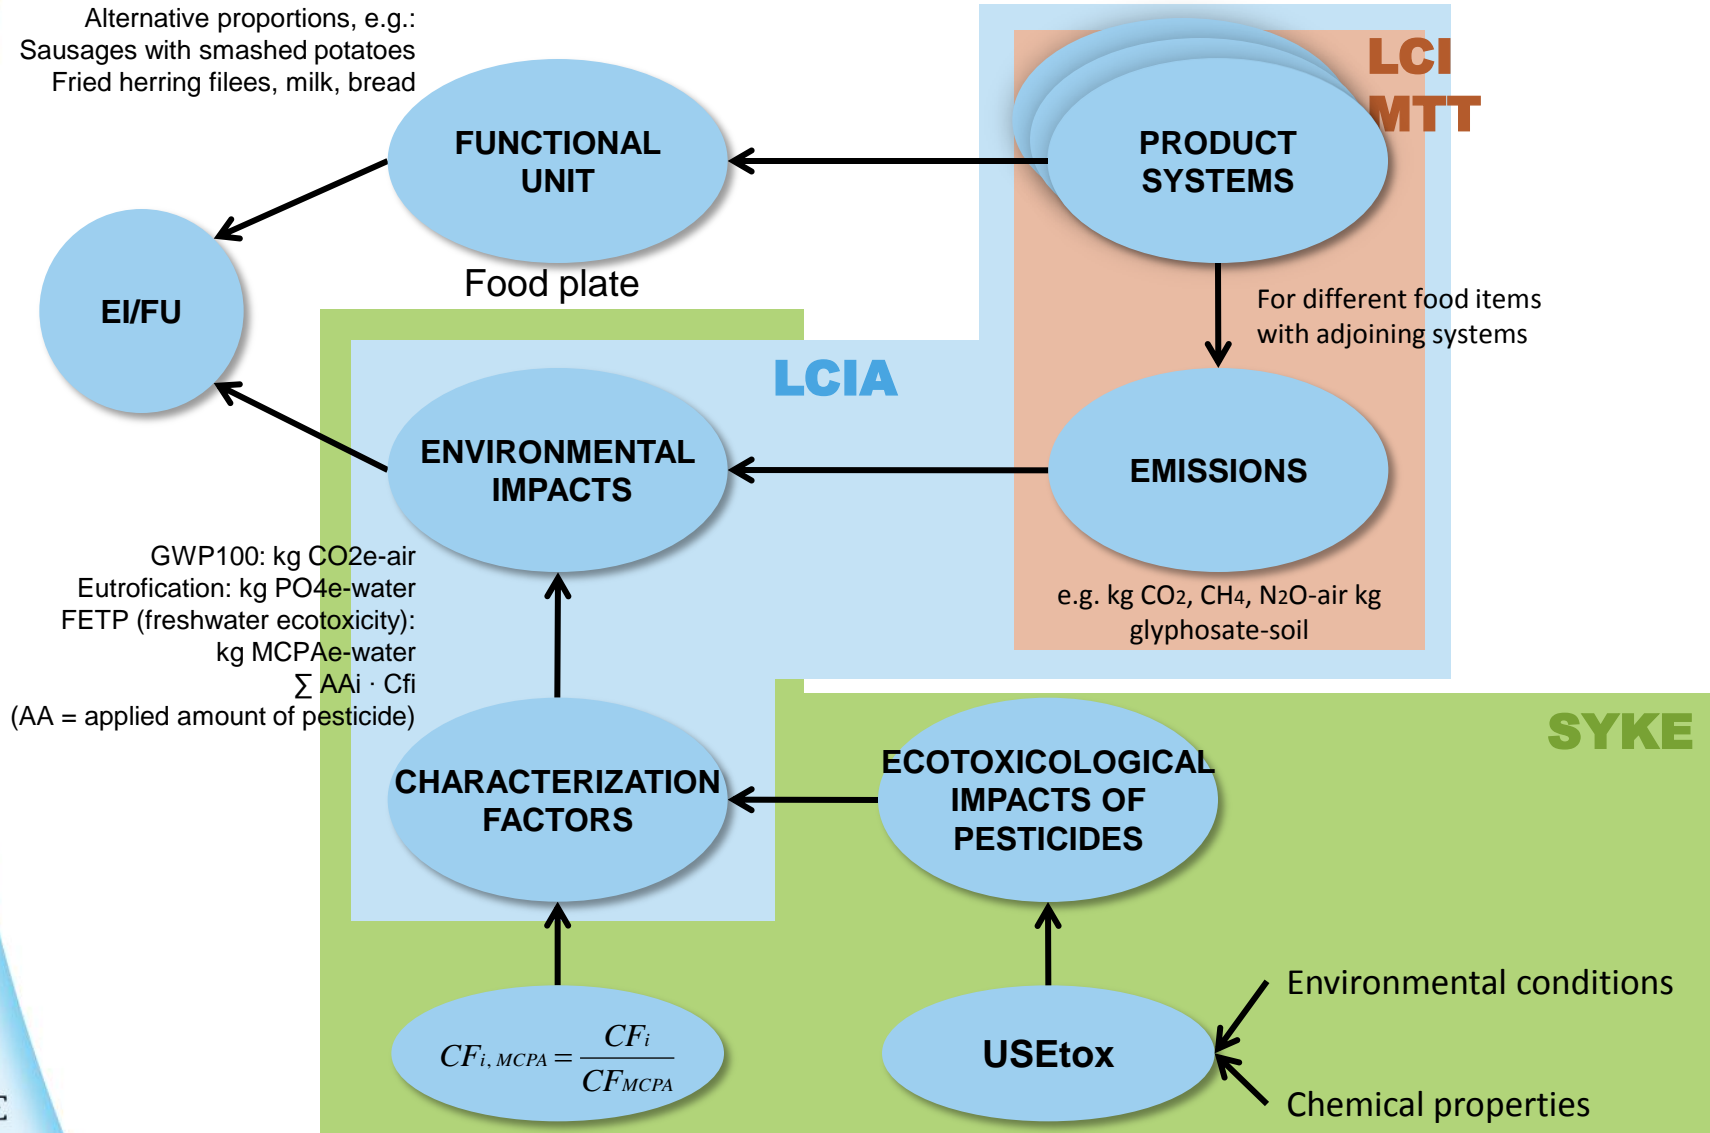 Alternative proportions, e.g.:
Sausages with smashed potatoes
Fried herring filees, milk, bread
LCI
MTT
FUNCTIONAL
UNIT
PRODUCT
SYSTEMS
Food plate
EI/FU
For different food items
with adjoining systems
LCIA
ENVIRONMENTAL
IMPACTS
EMISSIONS
GWP100: kg CO2e-air
Eutrofication: kg PO4e-water
FETP (freshwater ecotoxicity):
kg MCPAe-water
∑ AAi · Cfi
(AA = applied amount of pesticide)
e.g. kg CO₂, CH₄, N₂O-air kg
glyphosate-soil
SYKE
CHARACTERIZATION
FACTORS
ECOTOXICOLOGICAL
IMPACTS OF
PESTICIDES
CFi, MCPA = CFi / CFMCPA
USEtox
Environmental conditions
Chemical properties
E